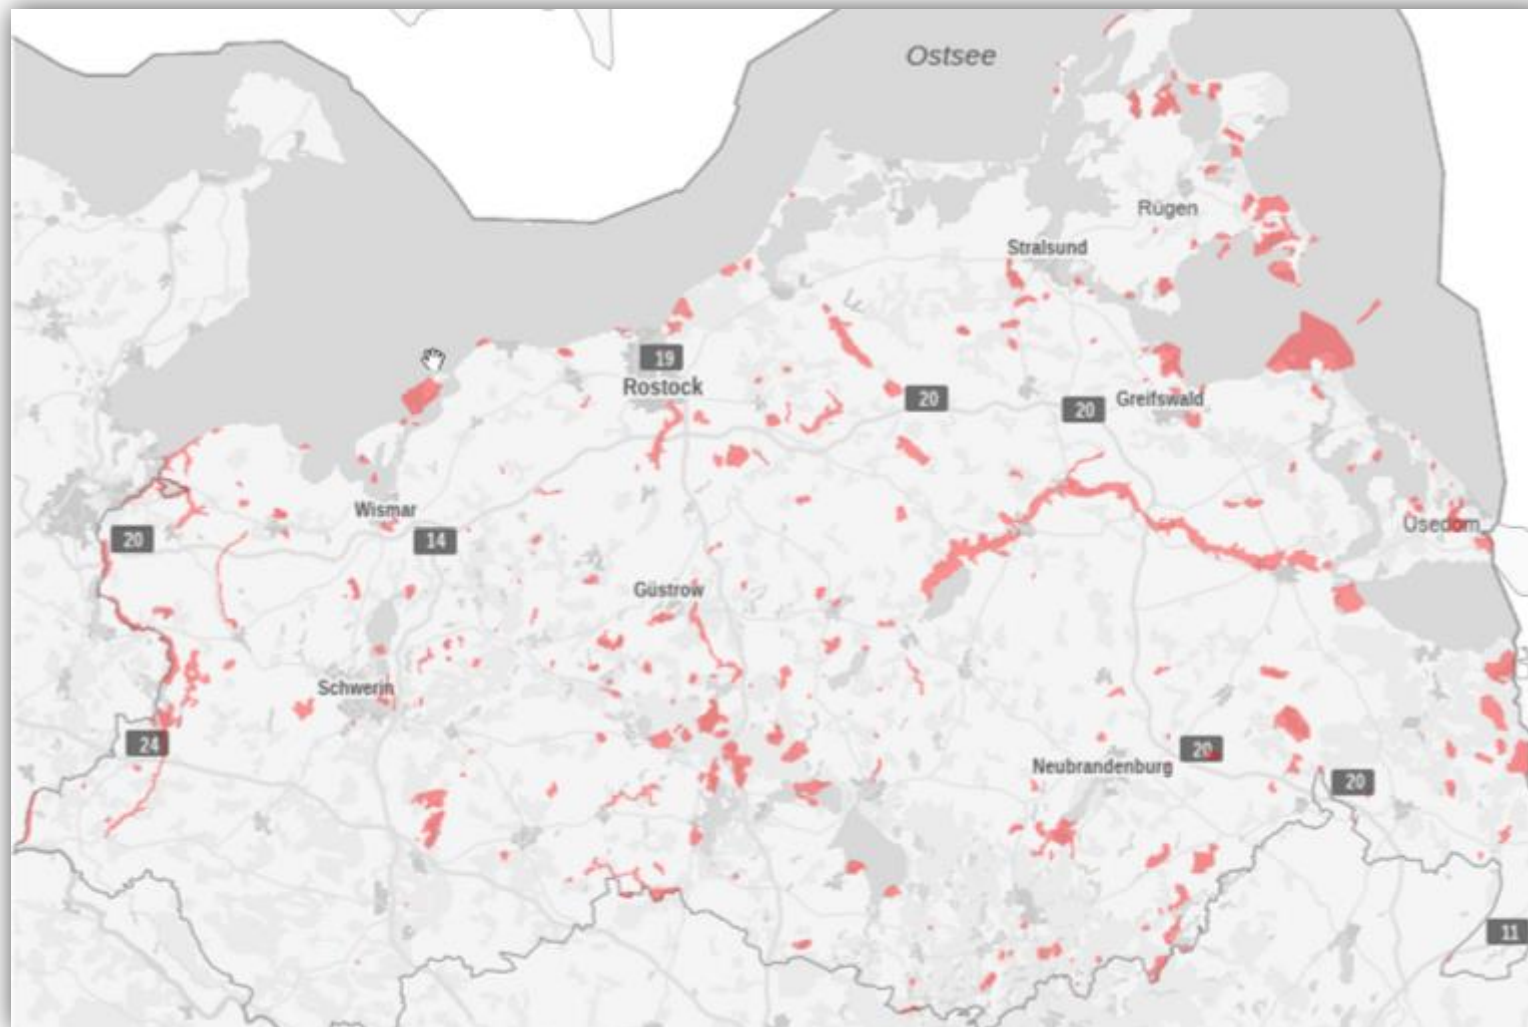 Ostsee
Rügen
Stralsund
19
Rostock
20
20
Greifswald
Wismar
20
14
Usedom
Güstrow
Schwerin
24
20
Neubrandenburg
20
11